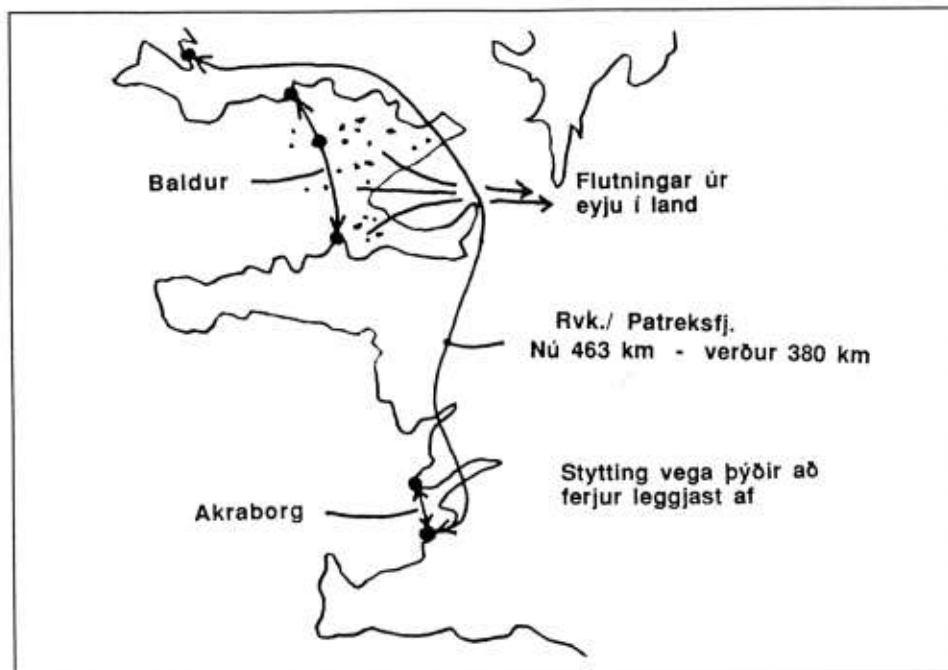 Baldur
Flutningar úr
eyju í land
Rvk./ Patreksfj.
Nú 463 km - verður 380 km
Stytting vega þýðir að
ferjur leggjast af
Akraborg